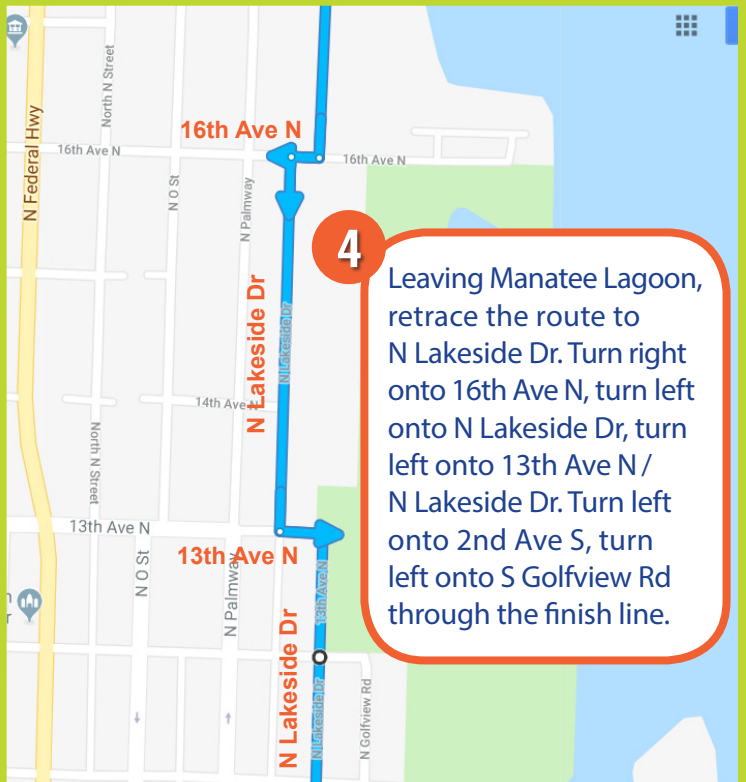 North N Street
N Federal Hwy
16th Ave N
16th Ave N
16th Ave N
N O St
N Palmway
4
Leaving Manatee Lagoon,
retrace the route to
N Lakeside Dr. Turn right
onto 16th Ave N, turn left
onto N Lakeside Dr, turn
left onto 13th Ave N /
N Lakeside Dr. Turn left
onto 2nd Ave S, turn
left onto S Golfview Rd
through the finish line.
N Lakeside Dr
N Lakeside Dr
14th Ave N
North N Street
13th Ave N
13th Ave N
N O St
N Palmway
13th Ave N
N Lakeside Dr
N Lakeside Dr
N Golfview Rd